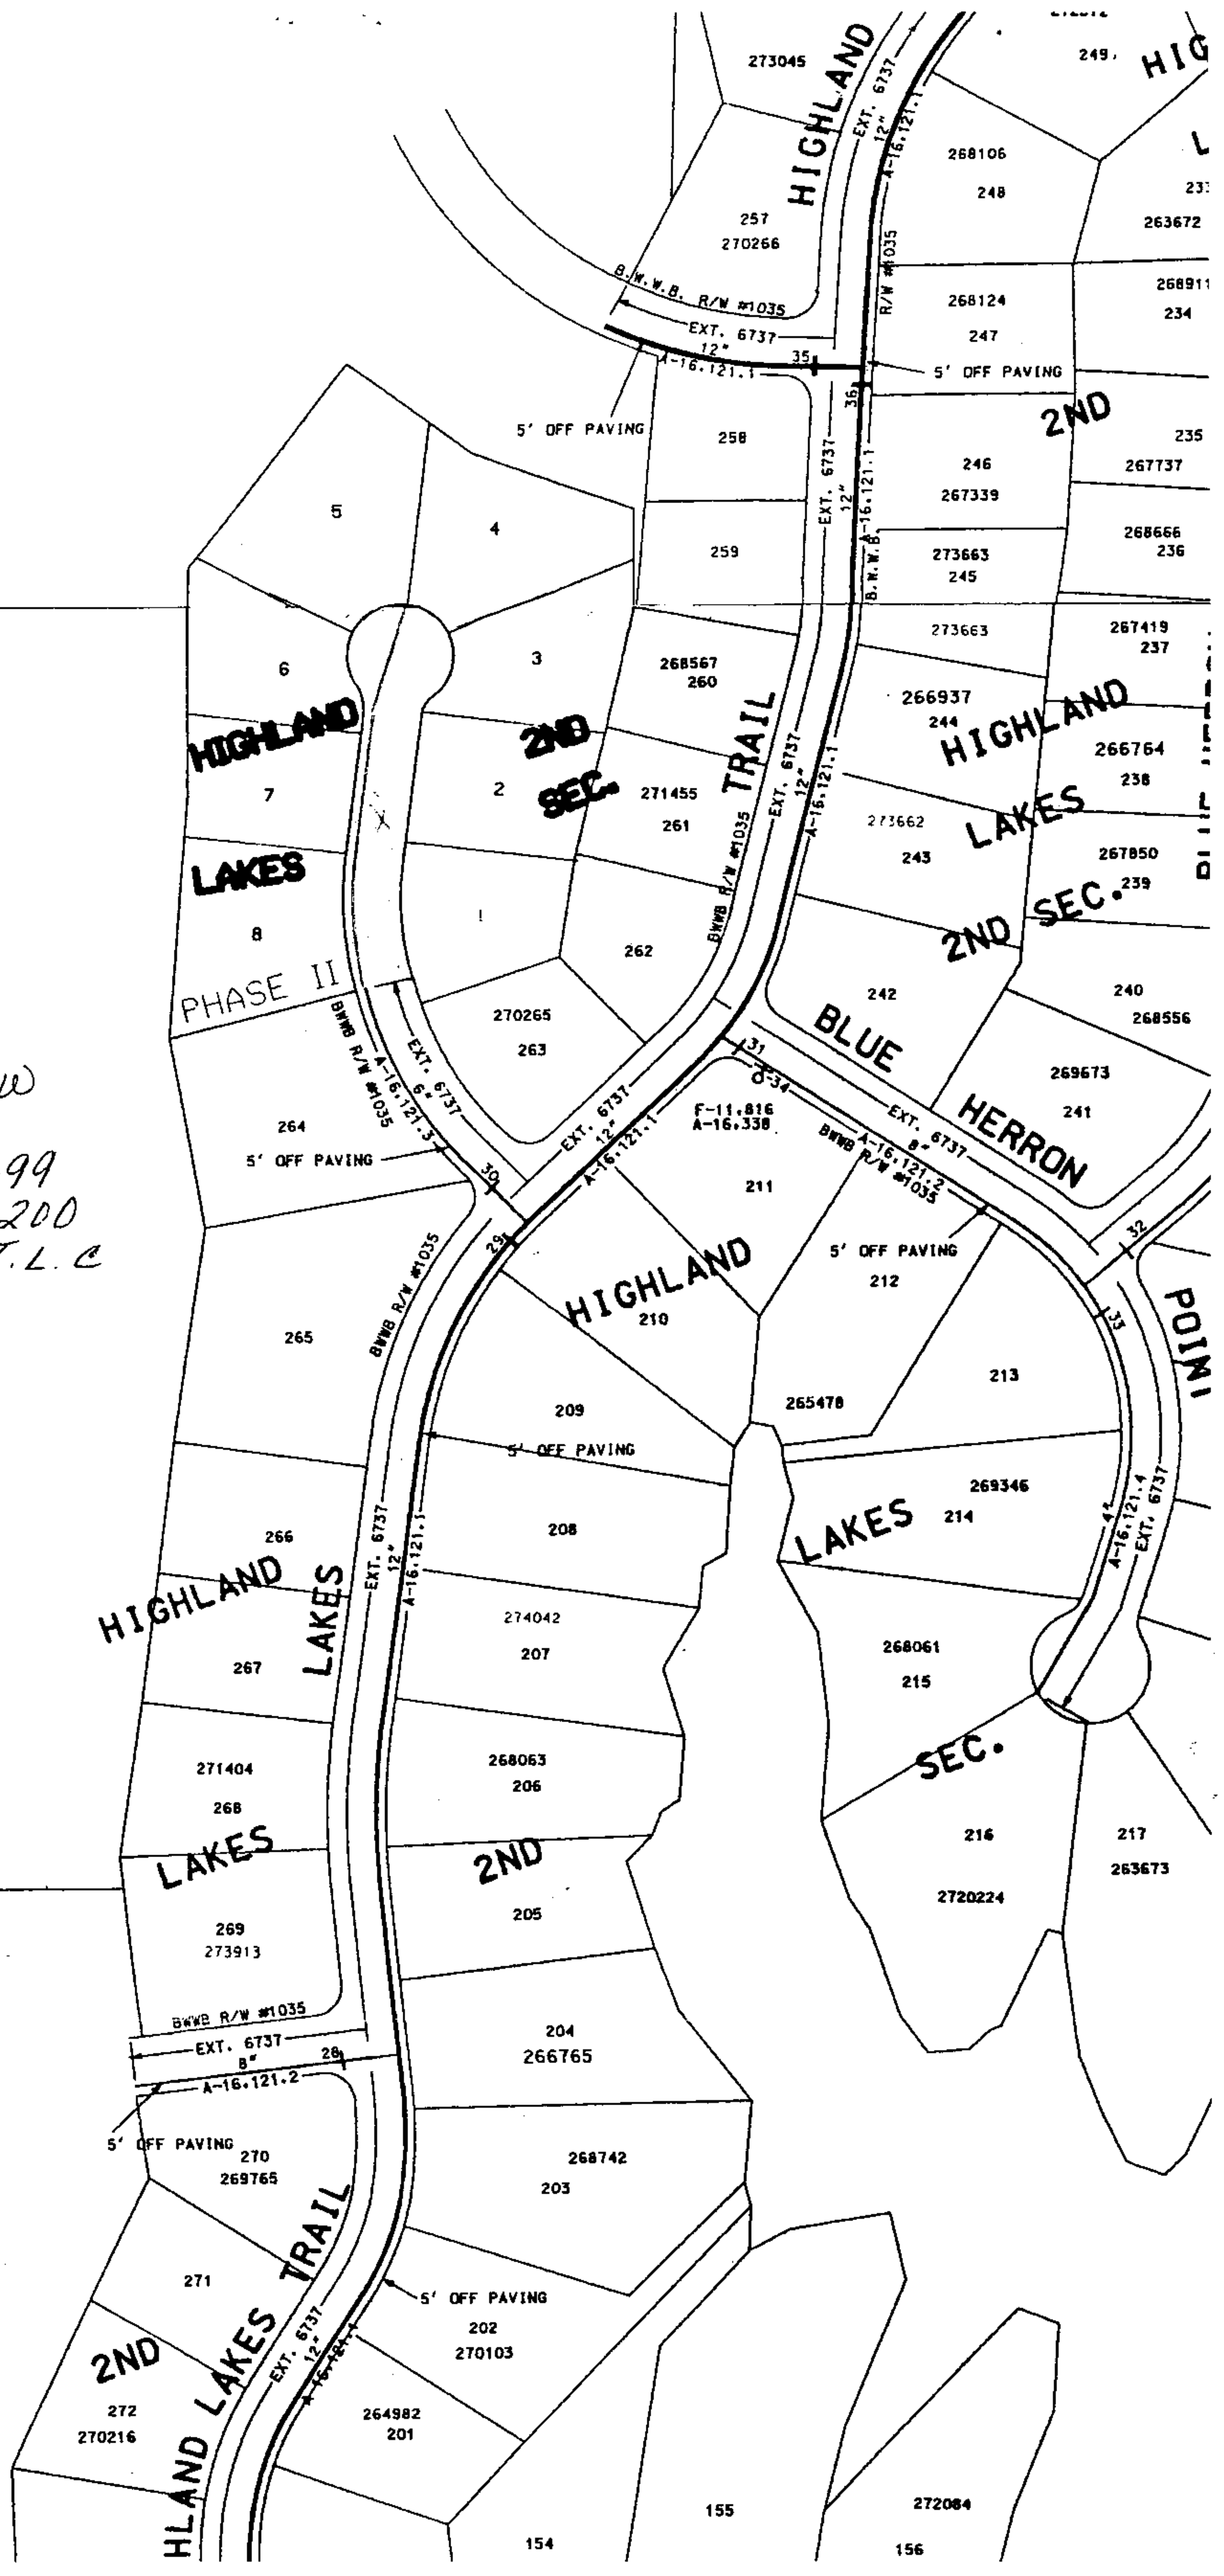 273045
249
HIGHLAND
EXT. 6737
12"
A-16.121.1
268106
248
263672
257
270266
R/W #1035
B.W.W.B. R/W #1035
EXT. 6737
12"
A-16.121.1
35
268124
247
234
5' OFF PAVING
36
5' OFF PAVING
258
2ND
235
267737
246
267339
EXT. 6737
12"
A-16.121.1
B.W.W.B.
268666
236
259
273663
245
5
4
273663
267419
237
6
3
268567
260
266937
244
HIGHLAND
266764
238
HIGHLAND
2ND
SEC.
TRAIL
EXT. 6737
12"
A-16.121.1
7
2
271455
261
BWWB R/W #1035
273662
243
LAKES
267850
239
LAKES
8
1
262
2ND SEC.
PHASE II
242
240
268556
270265
263
BLUE
BWWB R/W #1035
A-16.121.3
6"
EXT. 6737
31
34
269673
241
264
5' OFF PAVING
EXT. 6737
12"
A-16.121.1
F-11.816
A-16.338
EXT. 6737
8"
A-16.121.2
BWWB R/W #1035
HERRON
99
200
T.L.C
30
211
29
5' OFF PAVING
212
32
HIGHLAND
210
BWWB R/W #1035
33
265
213
209
265478
5' OFF PAVING
269346
214
266
EXT. 6737
12"
A-16.121.1
208
LAKES
4"
A-16.121.4
EXT. 6737
HIGHLAND
LAKES
274042
207
267
268061
215
271404
268
268063
206
SEC.
LAKES
2ND
216
2720224
217
263673
269
273913
205
BWWB R/W #1035
EXT. 6737
8"
A-16.121.2
28
204
266765
5' OFF PAVING
270
269765
268742
203
TRAIL
271
5' OFF PAVING
202
270103
2ND
LAKES
EXT. 6737
12"
A-16.121.1
272
270216
264982
201
HLAND
155
272084
154
156